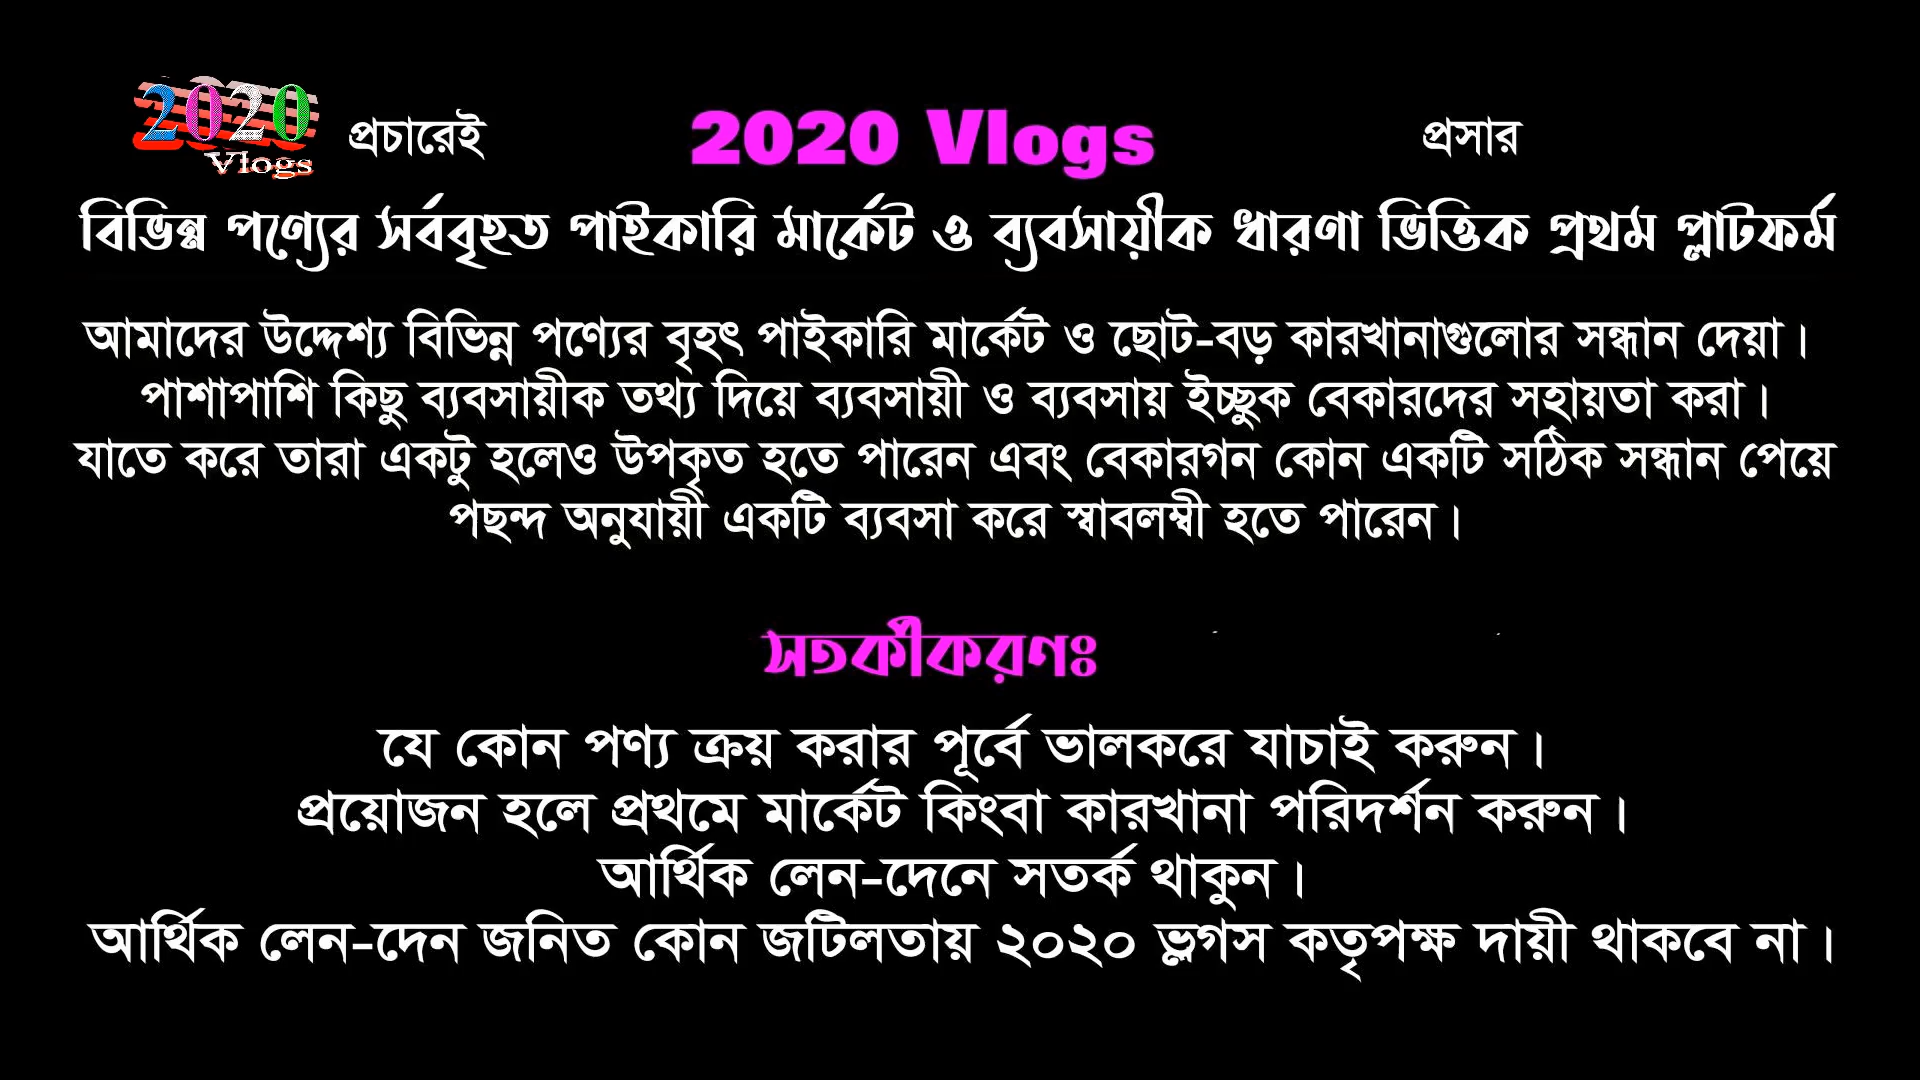 2020 Vlogs
প্রচারেই 2020 Vlogs প্রসার
বিভিন্ন পণ্যের সর্ববৃহত পাইকারি মার্কেট ও ব্যবসায়ীক ধারণা ভিত্তিক প্রথম প্লাটফর্ম
আমাদের উদ্দেশ্য বিভিন্ন পণ্যের বৃহৎ পাইকারি মার্কেট ও ছোট-বড় কারখানাগুলোর সন্ধান দেয়া।
পাশাপাশি কিছু ব্যবসায়ীক তথ্য দিয়ে ব্যবসায়ী ও ব্যবসায় ইচ্ছুক বেকারদের সহায়তা করা।
যাতে করে তারা একটু হলেও উপকৃত হতে পারেন এবং বেকারগন কোন একটি সঠিক সন্ধান পেয়ে
পছন্দ অনুযায়ী একটি ব্যবসা করে স্বাবলম্বী হতে পারেন।
সতর্কীকরণঃ
যে কোন পণ্য ক্রয় করার পূর্বে ভালকরে যাচাই করুন।
প্রয়োজন হলে প্রথমে মার্কেট কিংবা কারখানা পরিদর্শন করুন।
আর্থিক লেন-দেনে সতর্ক থাকুন।
আর্থিক লেন-দেন জনিত কোন জটিলতায় ২০২০ ভ্লগস কতৃপক্ষ দায়ী থাকবে না।